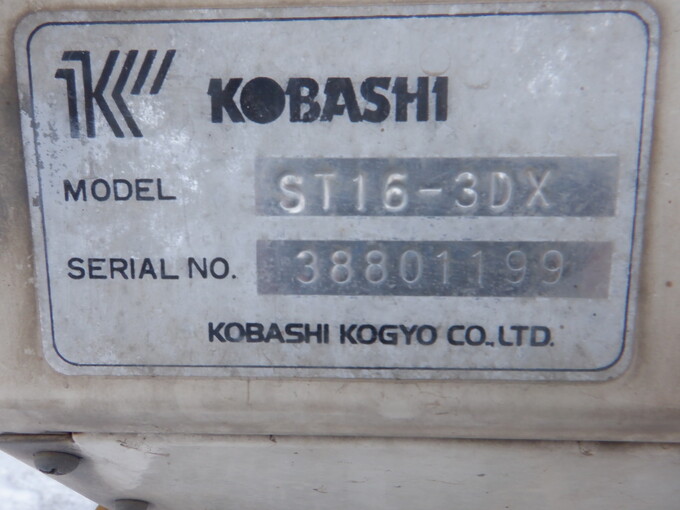 KOBASHI
MODEL ST16-3DX
SERIAL NO. 38801199
KOBASHI KOGYO CO.,LTD.